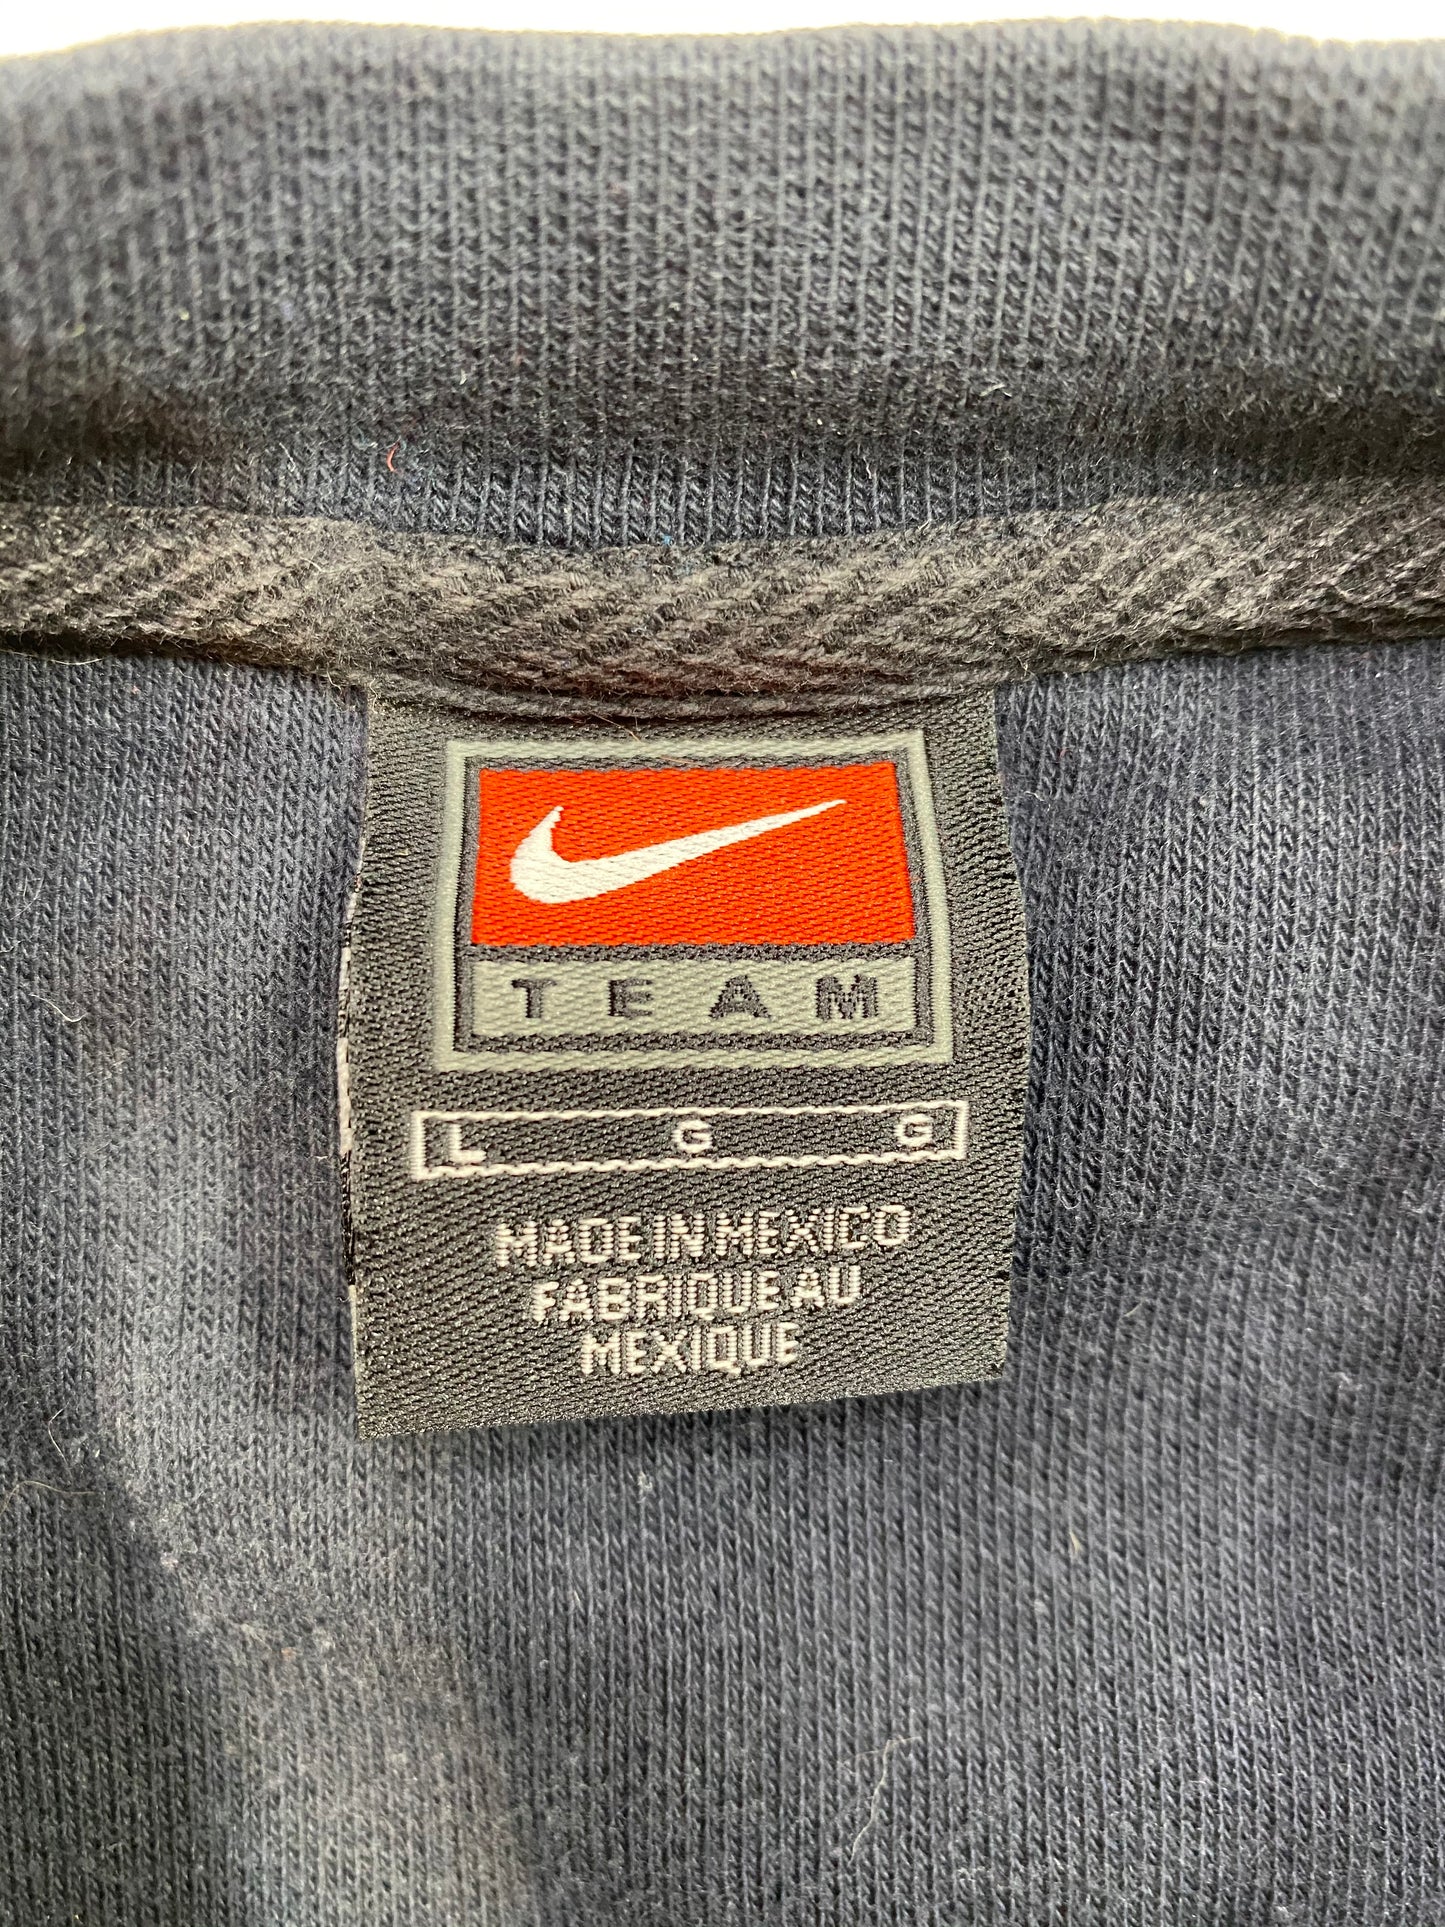 TEAM
L G G
MADE IN MEXICO
FABRIQUE AU
MEXIQUE